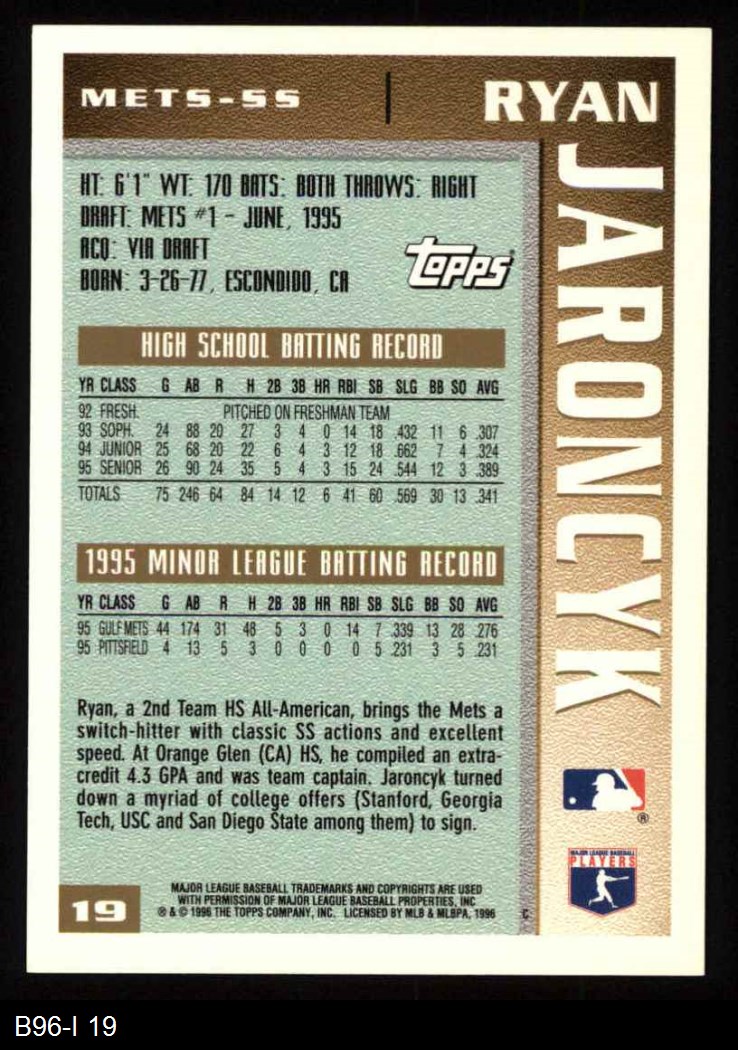 METS-SS
RYAN
JARONCYK
HT: 6'1" WT: 170 BATS: BOTH THROWS: RIGHT
DRAFT: METS #1 - JUNE, 1995
ACQ: VIA DRAFT
BORN: 3-26-77, ESCONDIDO, CA
Topps
HIGH SCHOOL BATTING RECORD
YR CLASS G AB R H 2B 3B HR RBI SB SLG BB SO AVG
92 FRESH. PITCHED ON FRESHMAN TEAM
93 SOPH. 24 88 20 27 3 4 0 14 18 .432 11 6 .307
94 JUNIOR 25 68 20 22 6 4 3 12 18 .662 7 4 .324
95 SENIOR 26 90 24 35 5 4 3 15 24 .544 12 3 .389
TOTALS 75 246 64 84 14 12 6 41 60 .569 30 13 .341
1995 MINOR LEAGUE BATTING RECORD
YR CLASS G AB R H 2B 3B HR RBI SB SLG BB SO AVG
95 GULF METS 44 174 31 48 5 3 0 14 7 .339 13 28 .276
95 PITTSFIELD 4 13 5 3 0 0 0 0 5 .231 3 5 .231
Ryan, a 2nd Team HS All-American, brings the Mets a
switch-hitter with classic SS actions and excellent
speed. At Orange Glen (CA) HS, he compiled an extra-
credit 4.3 GPA and was team captain. Jaroncyk turned
down a myriad of college offers (Stanford, Georgia
Tech, USC and San Diego State among them) to sign.
MAJOR LEAGUE BASEBALL
PLAYERS
19
MAJOR LEAGUE BASEBALL TRADEMARKS AND COPYRIGHTS ARE USED
WITH PERMISSION OF MAJOR LEAGUE BASEBALL PROPERTIES, INC
® & © 1996 THE TOPPS COMPANY, INC. LICENSED BY MLB & MLBPA, 1996
C
B96-I 19